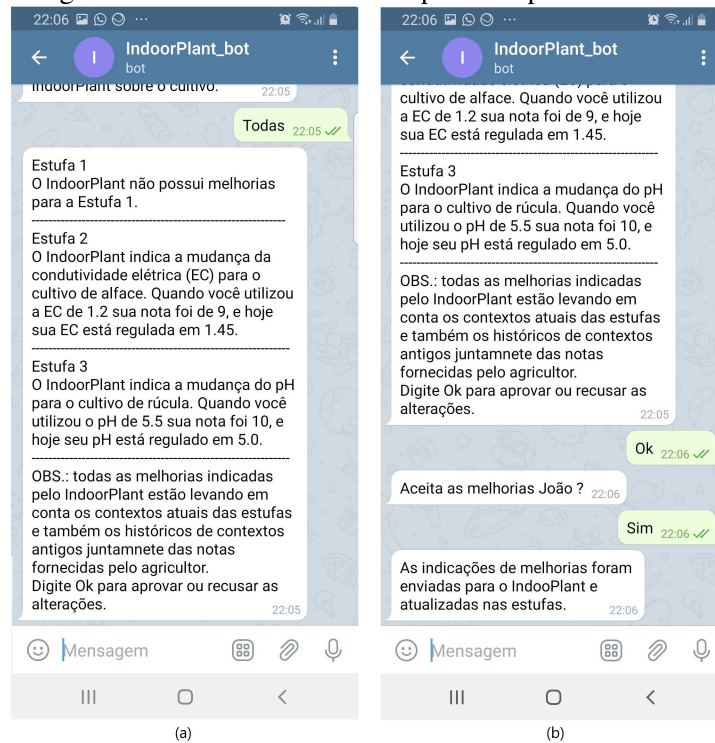 22:06
IndoorPlant_bot
bot
I
IndoorPlant sobre o cultivo.
22:05
Todas 22:05
Estufa 1
O IndoorPlant não possui melhorias
para a Estufa 1.
Estufa 2
O IndoorPlant indica a mudança da
condutividade elétrica (EC) para o
cultivo de alface. Quando você utilizou
a EC de 1.2 sua nota foi de 9, e hoje
sua EC está regulada em 1.45.
Estufa 3
O IndoorPlant indica a mudança do pH
para o cultivo de rúcula. Quando você
utilizou o pH de 5.5 sua nota foi 10, e
hoje seu pH está regulado em 5.0.
OBS.: todas as melhorias indicadas
pelo IndoorPlant estão levando em
conta os contextos atuais das estufas
e também os históricos de contextos
antigos juntamnete das notas
fornecidas pelo agricultor.
Digite Ok para aprovar ou recusar as
alterações.
22:05
Mensagem
(a)
22:06
IndoorPlant_bot
bot
I
cultivo de alface. Quando você utilizou
a EC de 1.2 sua nota foi de 9, e hoje
sua EC está regulada em 1.45.
Estufa 3
O IndoorPlant indica a mudança do pH
para o cultivo de rúcula. Quando você
utilizou o pH de 5.5 sua nota foi 10, e
hoje seu pH está regulado em 5.0.
OBS.: todas as melhorias indicadas
pelo IndoorPlant estão levando em
conta os contextos atuais das estufas
e também os históricos de contextos
antigos juntamnete das notas
fornecidas pelo agricultor.
Digite Ok para aprovar ou recusar as
alterações.
22:05
Ok 22:06
Aceita as melhorias João ? 22:06
Sim 22:06
As indicações de melhorias foram
enviadas para o IndooPlant e
atualizadas nas estufas.
22:06
Mensagem
(b)